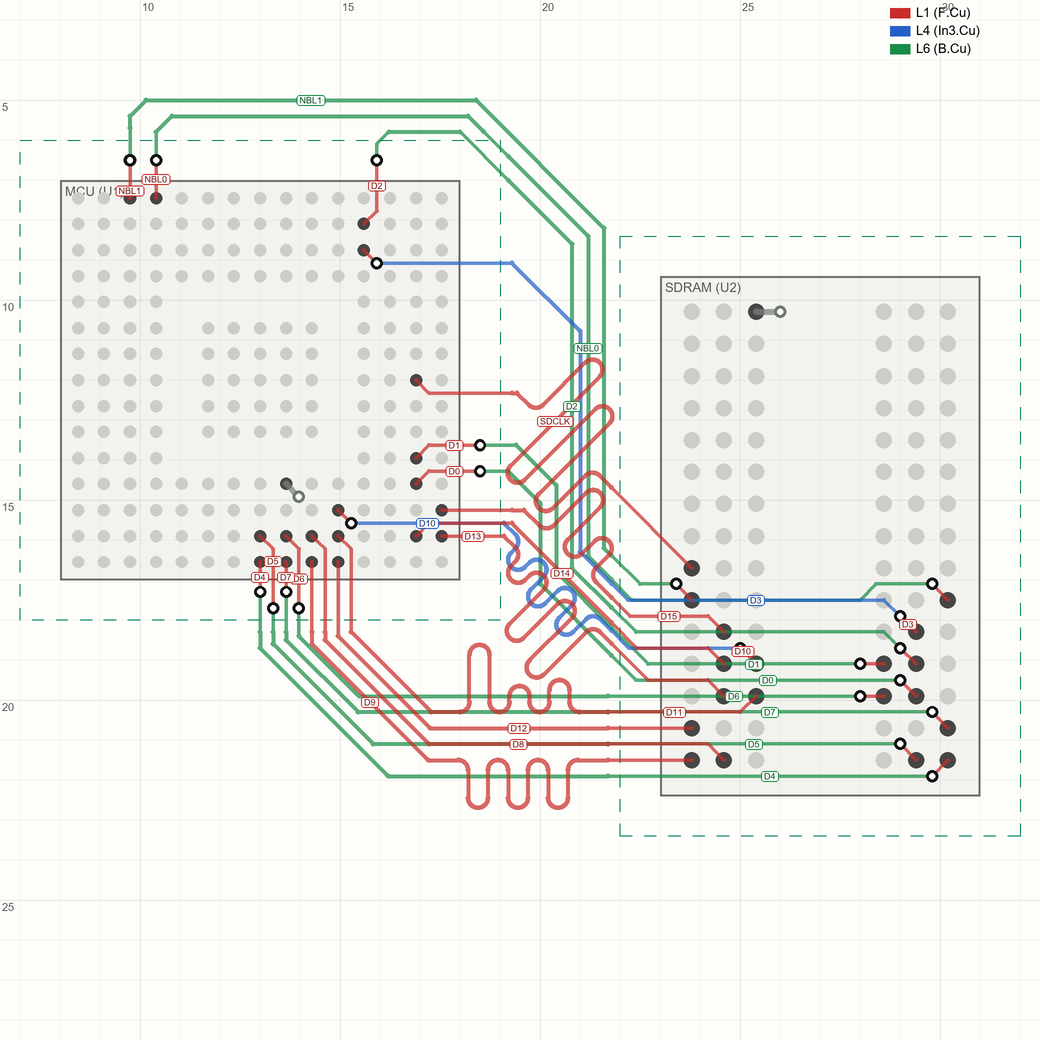 10 15 20 25 30
L1 (F.Cu)
L4 (In3.Cu)
L6 (B.Cu)
5
NBL1
NBL0
D2
MCU (U1)
NBL1
SDRAM (U2)
10
NBL0
D2
SDCLK
D1
D0
15
D10
D13
D5
D14
D4
D7
D6
D3
D15
D3
D10
D1
D0
D6
D9
20
D11
D7
D12
D8
D5
D4
25